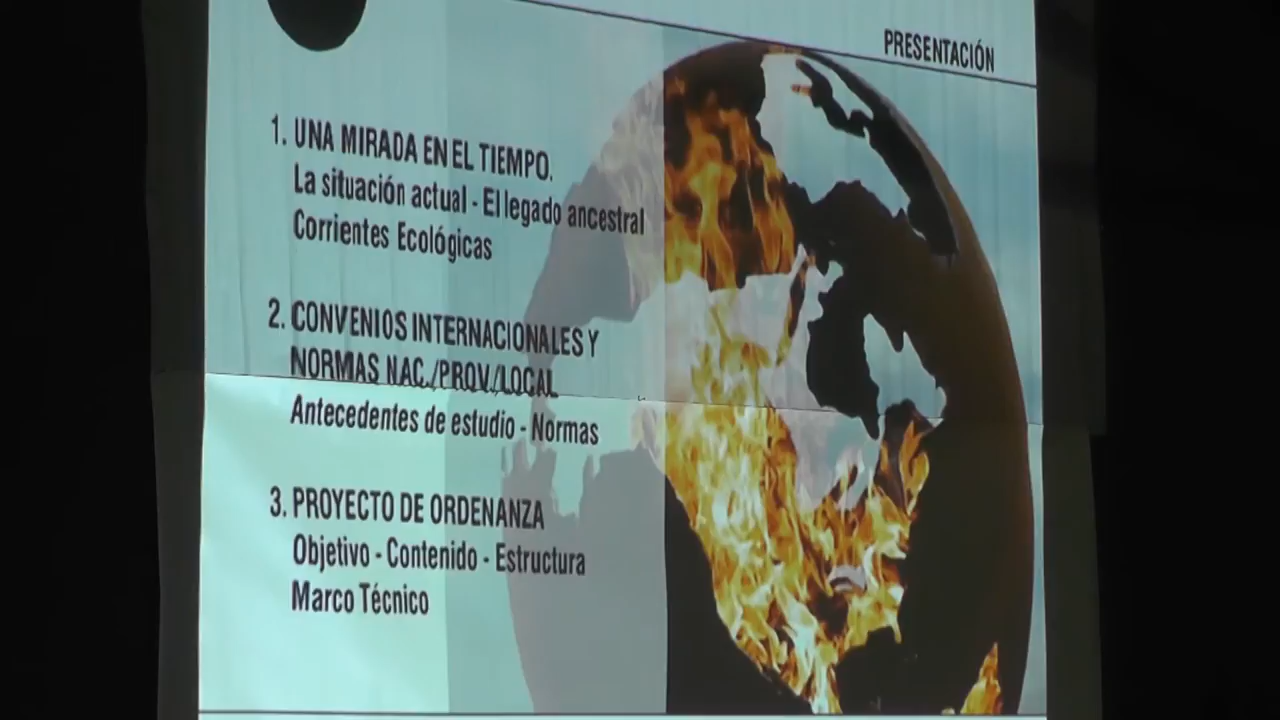 PRESENTACIÓN
1. UNA MIRADA EN EL TIEMPO.
La situación actual - El legado ancestral
Corrientes Ecológicas
2. CONVENIOS INTERNACIONALES Y
NORMAS NAC./PROV./LOCAL
Antecedentes de estudio - Normas
3. PROYECTO DE ORDENANZA
Objetivo - Contenido - Estructura
Marco Técnico